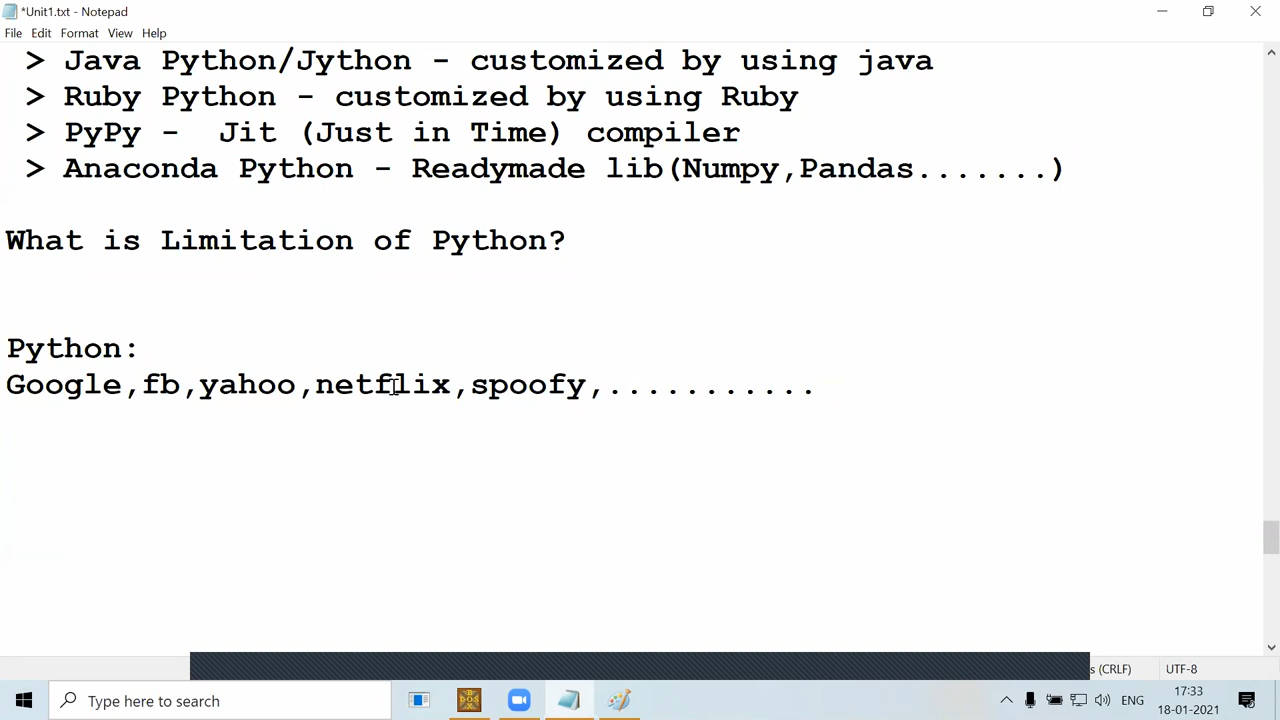 *Unit1.txt - Notepad
File Edit Format View Help
> Java Python/Jython - customized by using java
> Ruby Python - customized by using Ruby
> PyPy - Jit (Just in Time) compiler
> Anaconda Python - Readymade lib(Numpy,Pandas.......)
What is Limitation of Python?
Python:
Google,fb,yahoo,netflix,spoofy,...........
s (CRLF) UTF-8
Type here to search
DOS
ENG
17:33
18-01-2021